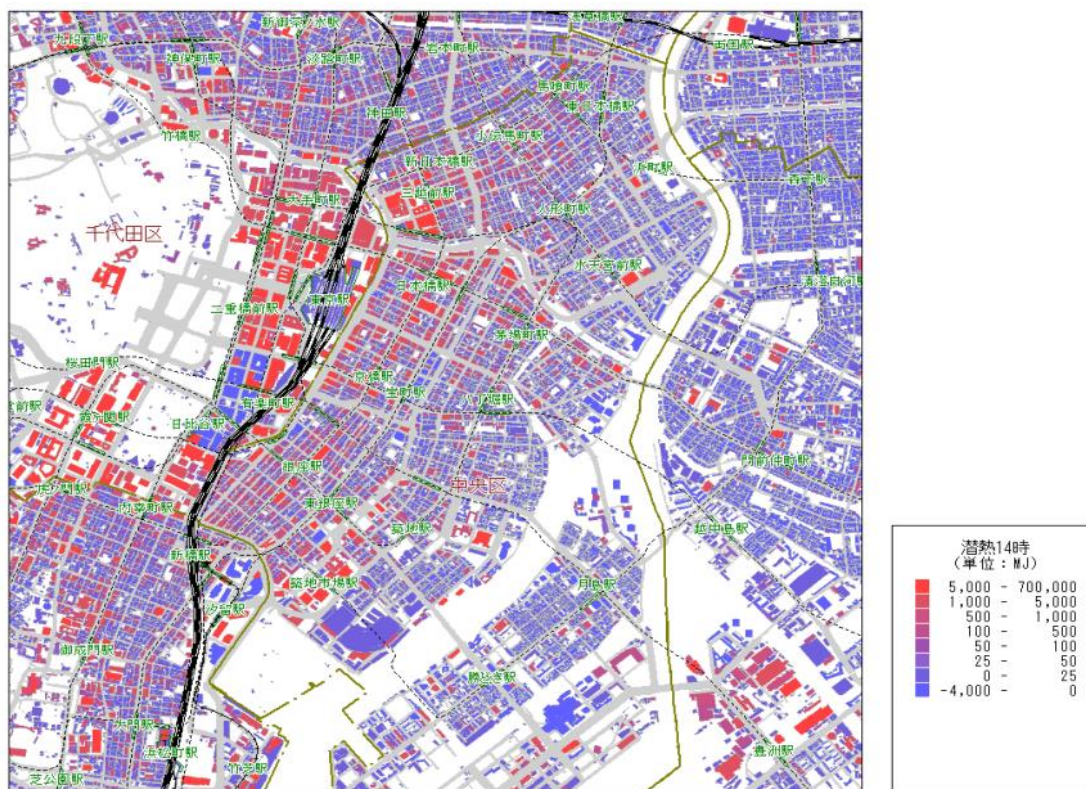 新御茶ノ水駅
浅草橋駅
九段下駅
神保町駅
淡路町駅
岩本町駅
両国駅
馬喰町駅
東日本橋駅
神田駅
竹橋駅
小伝馬町駅
新日本橋駅
浜町駅
森下駅
三越前駅
大手町駅
人形町駅
千代田区
水天宮前駅
清澄白河駅
日本橋駅
東京駅
二重橋前駅
茅場町駅
桜田門駅
京橋駅
宝町駅
有楽町駅
八丁堀駅
霞ヶ関駅
日比谷駅
門前仲町駅
銀座駅
虎ノ門駅
中央区
内幸町駅
東銀座駅
築地駅
越中島駅
新橋駅
築地市場駅
月島駅
汐留駅
御成門駅
勝どき駅
大門駅
浜松町駅
竹芝駅
豊洲駅
芝公園駅
潜熱14時
(単位:MJ)
5,000 - 700,000
1,000 - 5,000
500 - 1,000
100 - 500
50 - 100
25 - 50
0 - 25
-4,000 - 0